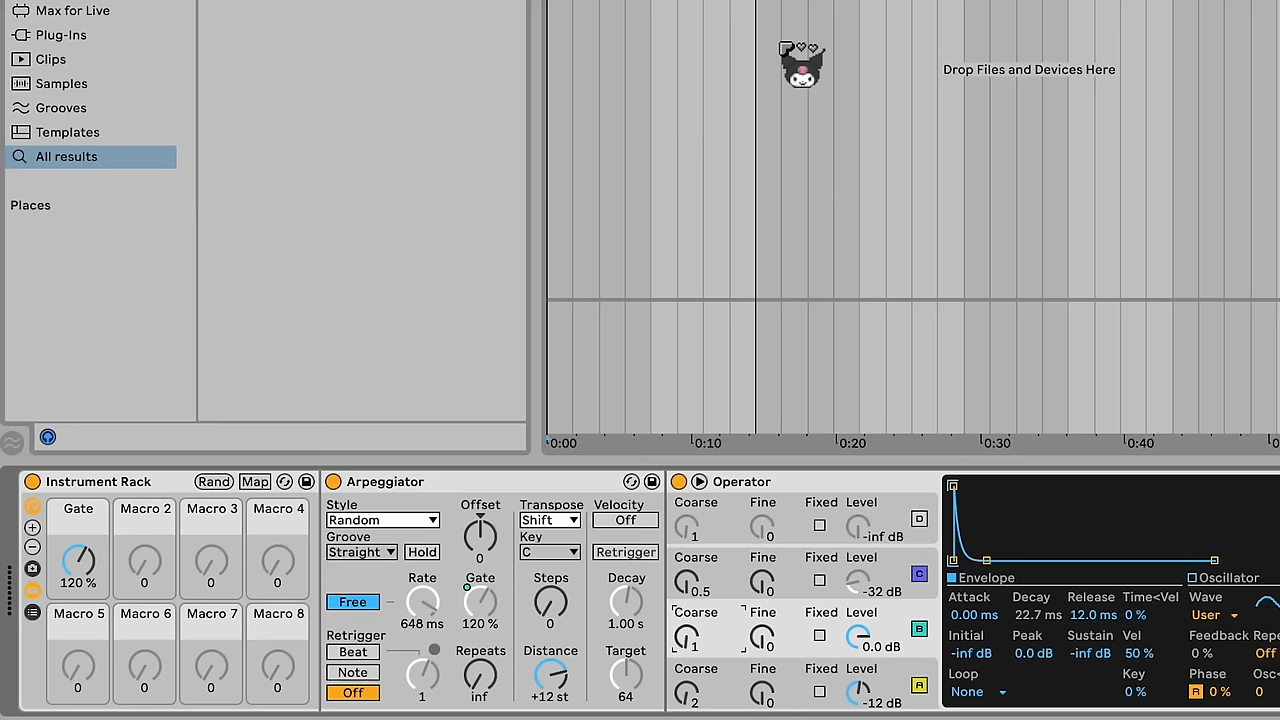 Max for Live
Plug-Ins
Clips
Samples
Grooves
Templates
All results
Places
Drop Files and Devices Here
0:00 0:10 0:20 0:30 0:40
Instrument Rack Rand Map
Gate Macro 2 Macro 3 Macro 4
120 % 0 0 0
Macro 5 Macro 6 Macro 7 Macro 8
0 0 0 0
Arpeggiator
Style Offset Transpose Velocity
Random Shift Off
Groove Key
Straight Hold 0 C Retrigger
Rate Gate Steps Decay
Free
648 ms 120 % 0 1.00 s
Retrigger
Beat Repeats Distance Target
Note
Off 1 inf +12 st 64
Operator
Coarse Fine Fixed Level
1 0 -inf dB D
Coarse Fine Fixed Level
0.5 0 -32 dB C
Coarse Fine Fixed Level
1 0 0.0 dB B
Coarse Fine Fixed Level
2 0 -12 dB A
Envelope Oscillator
Attack Decay Release Time<Vel Wave
0.00 ms 22.7 ms 12.0 ms 0 % User
Initial Peak Sustain Vel Feedback Repe
-inf dB 0.0 dB -inf dB 50 % 0 % Off
Loop Key Phase Osc<
None 0 % R 0 % 0